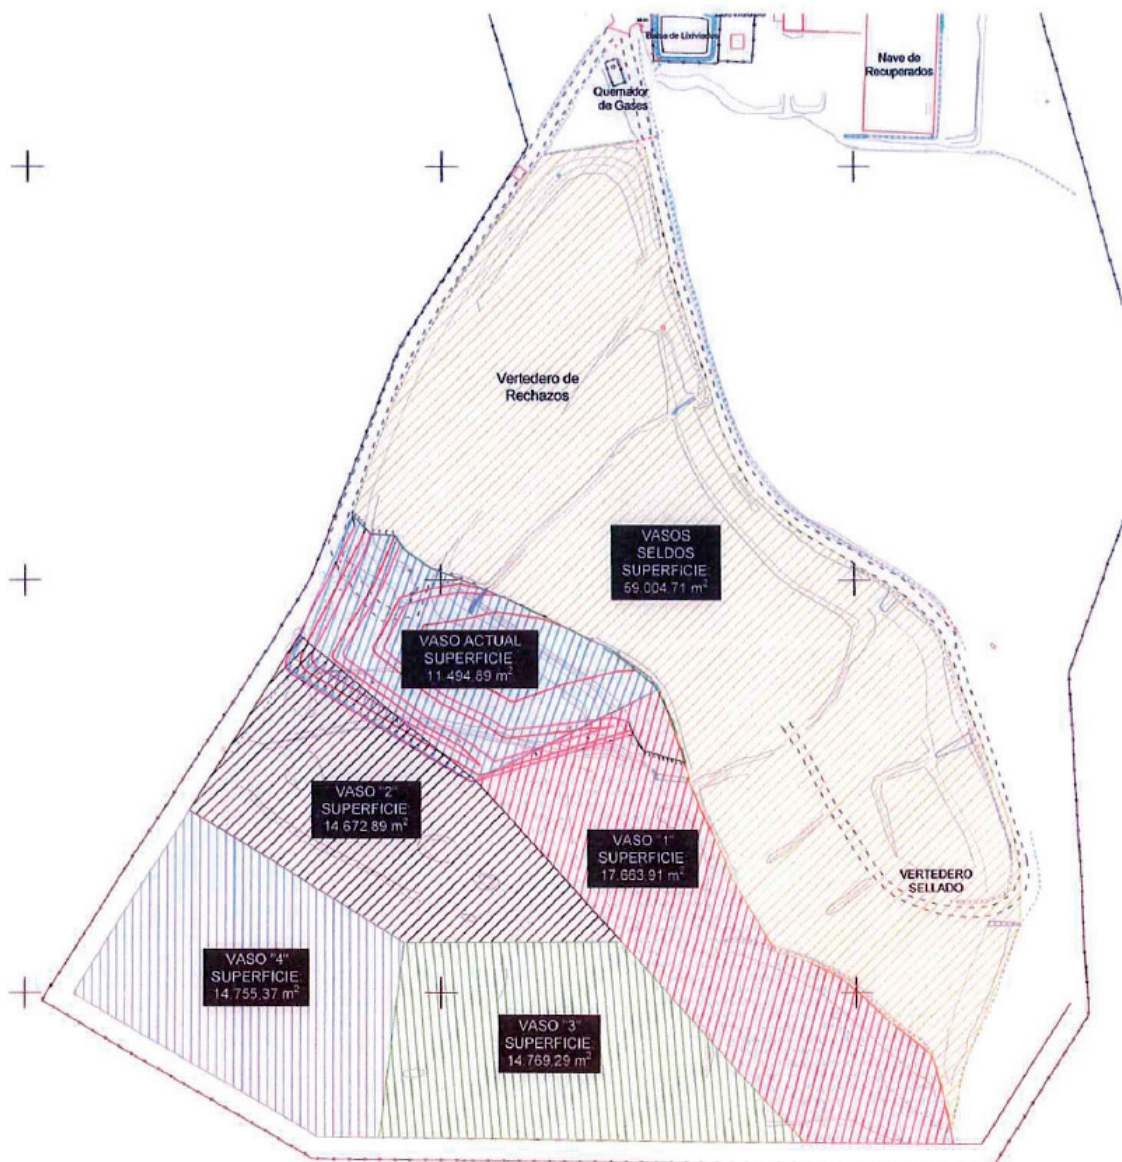 Balsa de Lixiviados
Nave de
Recuperados
Quemador
de Gases
Vertedero de
Rechazos
VASOS
SELDOS
SUPERFICIE
59.004,71 m²
VASO ACTUAL
SUPERFICIE
11.494,89 m²
VASO "2"
SUPERFICIE
14.672,89 m²
VASO "1"
SUPERFICIE
17.663,91 m²
VERTEDERO
SELLADO
VASO "4"
SUPERFICIE
14.755,37 m²
VASO "3"
SUPERFICIE
14.769,29 m²